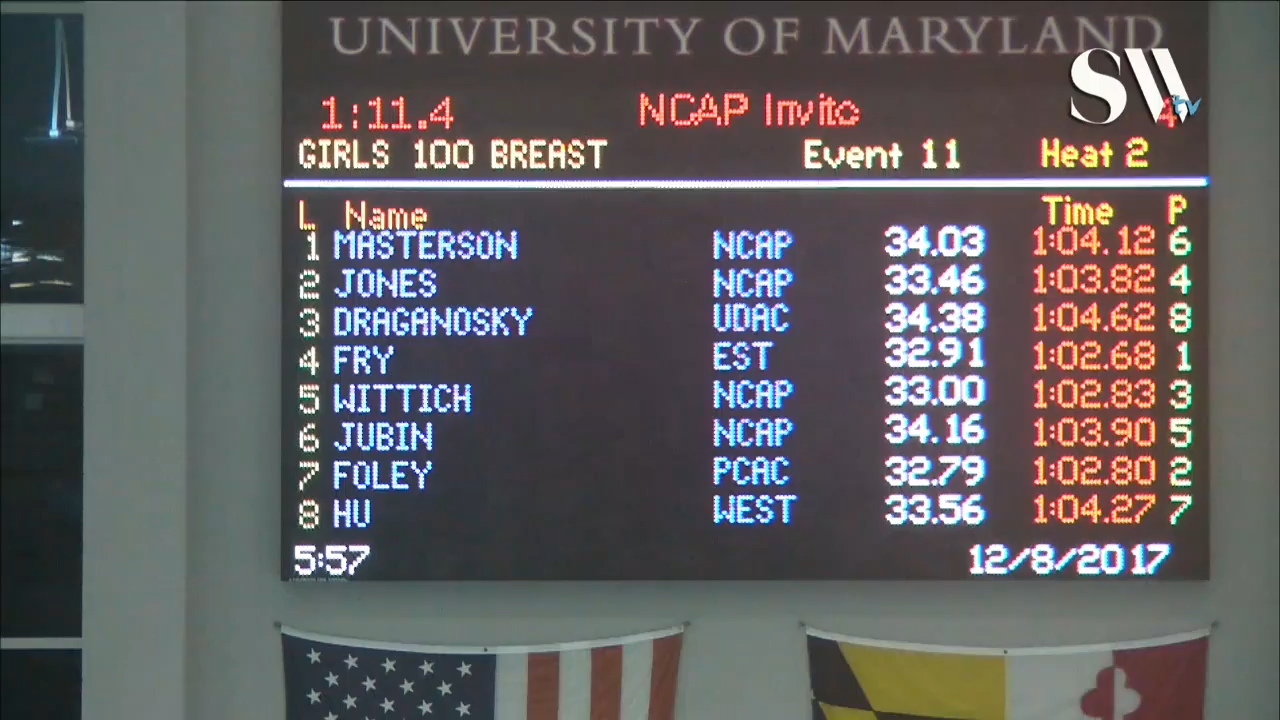 UNIVERSITY OF MARYLAND
SW tv
1:11.4 NCAP Invite 4
GIRLS 100 BREAST Event 11 Heat 2
L Name Time P
1 MASTERSON NCAP 34.03 1:04.12 6
2 JONES NCAP 33.46 1:03.82 4
3 DRAGANOSKY UDAC 34.38 1:04.62 8
4 FRY EST 32.91 1:02.68 1
5 WITTICH NCAP 33.00 1:02.83 3
6 JUBIN NCAP 34.16 1:03.90 5
7 FOLEY PCAC 32.79 1:02.80 2
8 HU WEST 33.56 1:04.27 7
5:57 12/8/2017